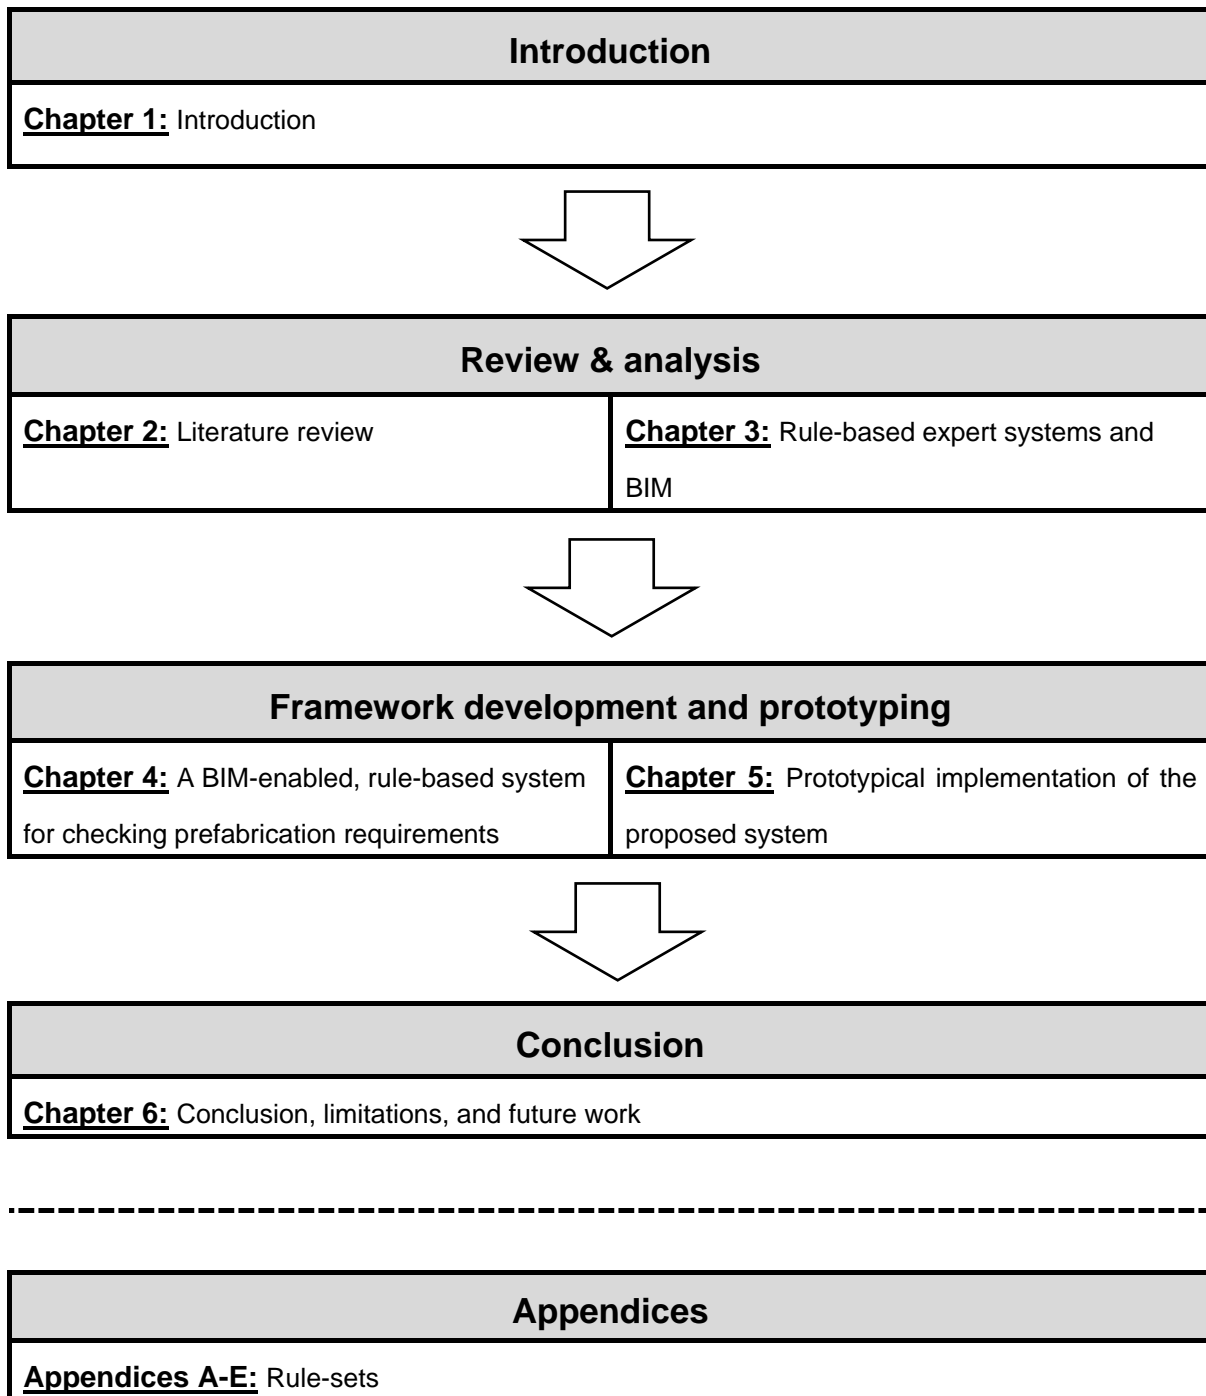 Introduction
Chapter 1: Introduction
Review & analysis
Chapter 2: Literature review
Chapter 3: Rule-based expert systems and
BIM
Framework development and prototyping
Chapter 4: A BIM-enabled, rule-based system
for checking prefabrication requirements
Chapter 5: Prototypical implementation of the
proposed system
Conclusion
Chapter 6: Conclusion, limitations, and future work
Appendices
Appendices A-E: Rule-sets